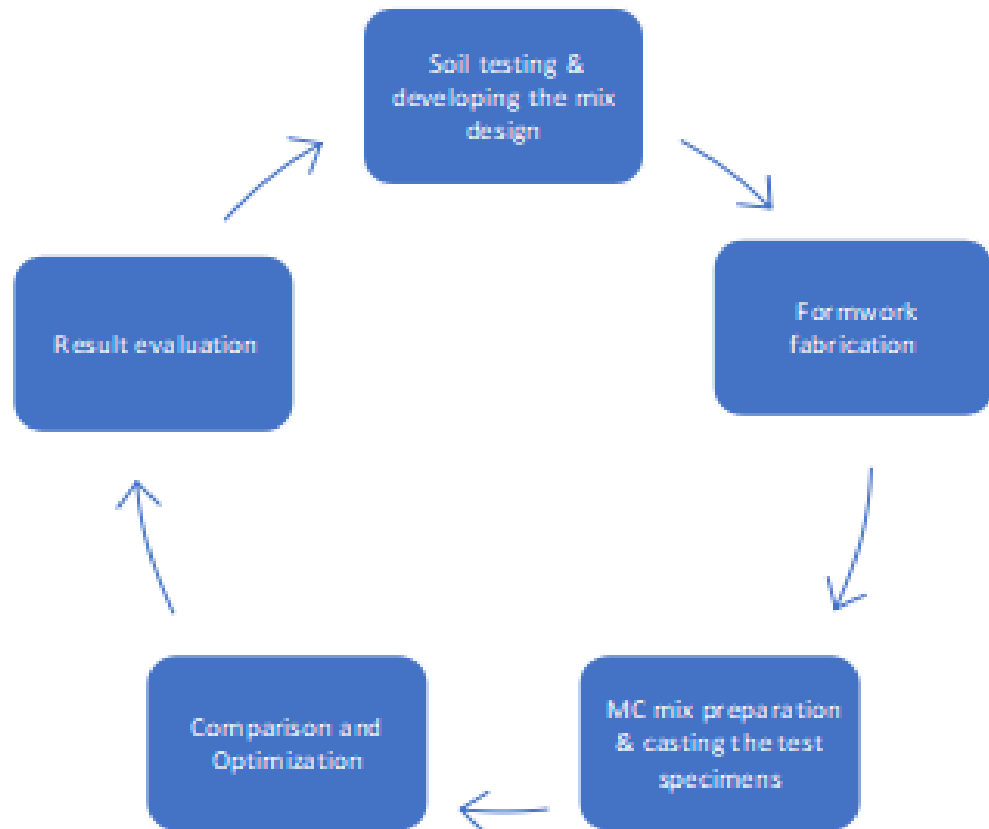 Soil testing &
developing the mix
design
Formwork
fabrication
MC mix preparation
& casting the test
specimens
Comparison and
Optimization
Result evaluation